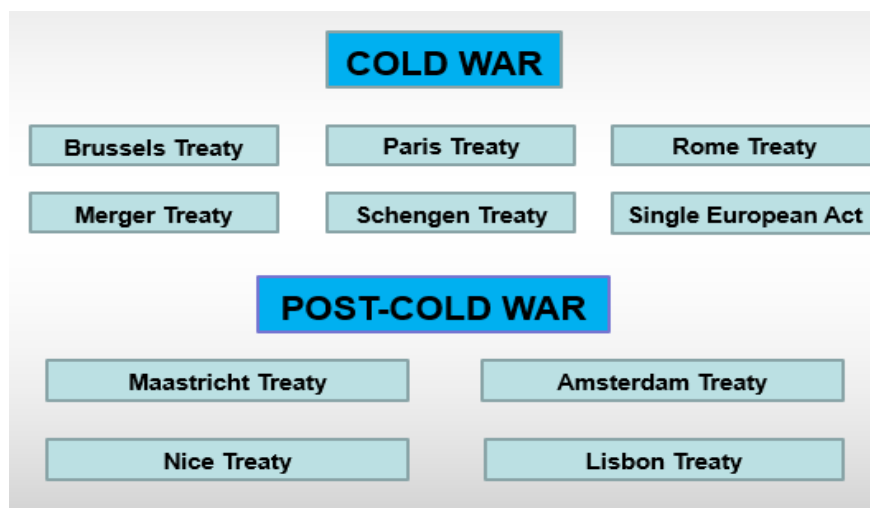 COLD WAR
Brussels Treaty
Paris Treaty
Rome Treaty
Merger Treaty
Schengen Treaty
Single European Act
POST-COLD WAR
Maastricht Treaty
Amsterdam Treaty
Nice Treaty
Lisbon Treaty